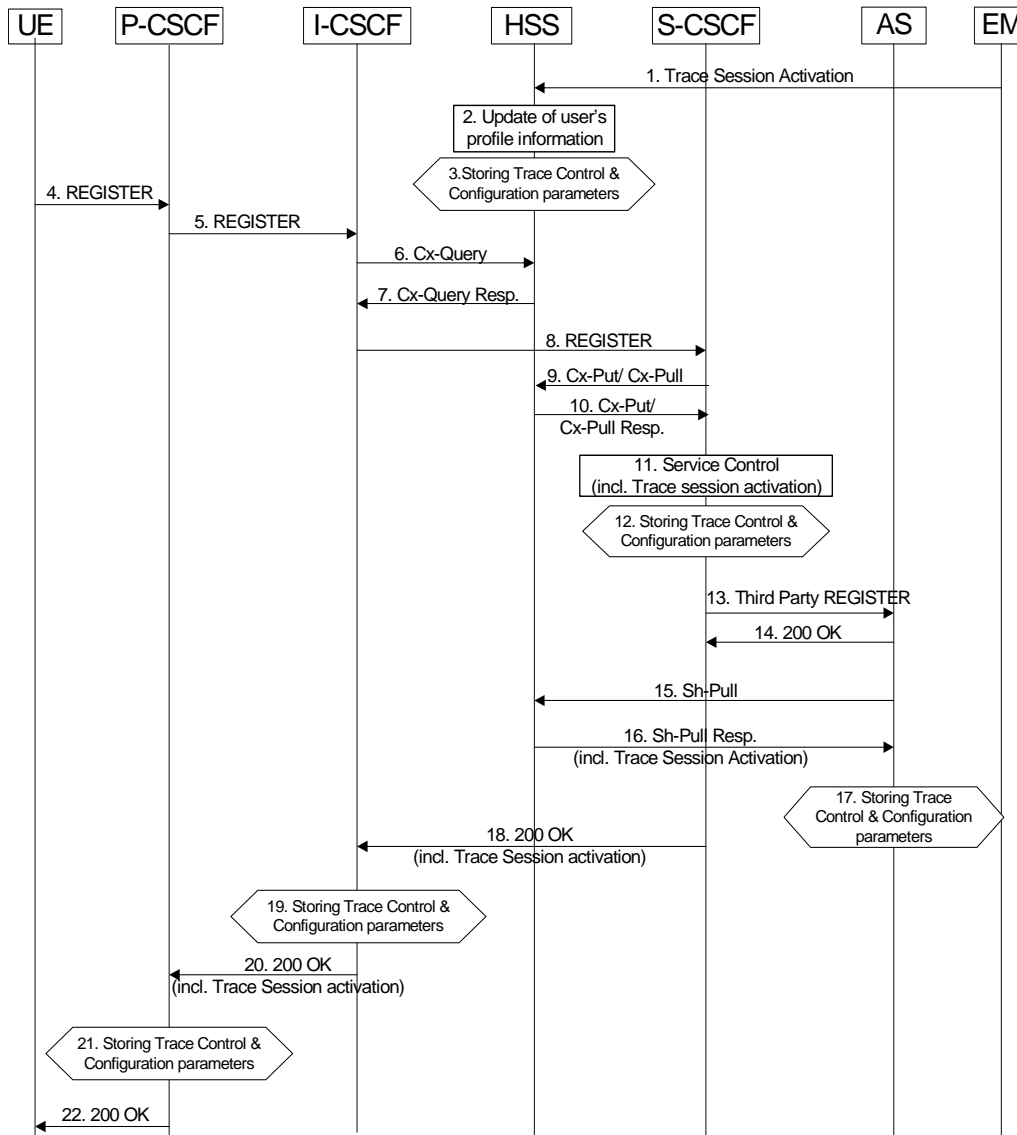 UE
P-CSCF
I-CSCF
HSS
S-CSCF
AS
EM
1. Trace Session Activation
2. Update of user's
profile information
3.Storing Trace Control &
Configuration parameters
4. REGISTER
5. REGISTER
6. Cx-Query
7. Cx-Query Resp.
8. REGISTER
9. Cx-Put/ Cx-Pull
10. Cx-Put/
Cx-Pull Resp.
11. Service Control
(incl. Trace session activation)
12. Storing Trace Control &
Configuration parameters
13. Third Party REGISTER
14. 200 OK
15. Sh-Pull
16. Sh-Pull Resp.
(incl. Trace Session Activation)
17. Storing Trace
Control & Configuration
parameters
18. 200 OK
(incl. Trace Session activation)
19. Storing Trace Control &
Configuration parameters
20. 200 OK
(incl. Trace Session activation)
21. Storing Trace Control &
Configuration parameters
22. 200 OK